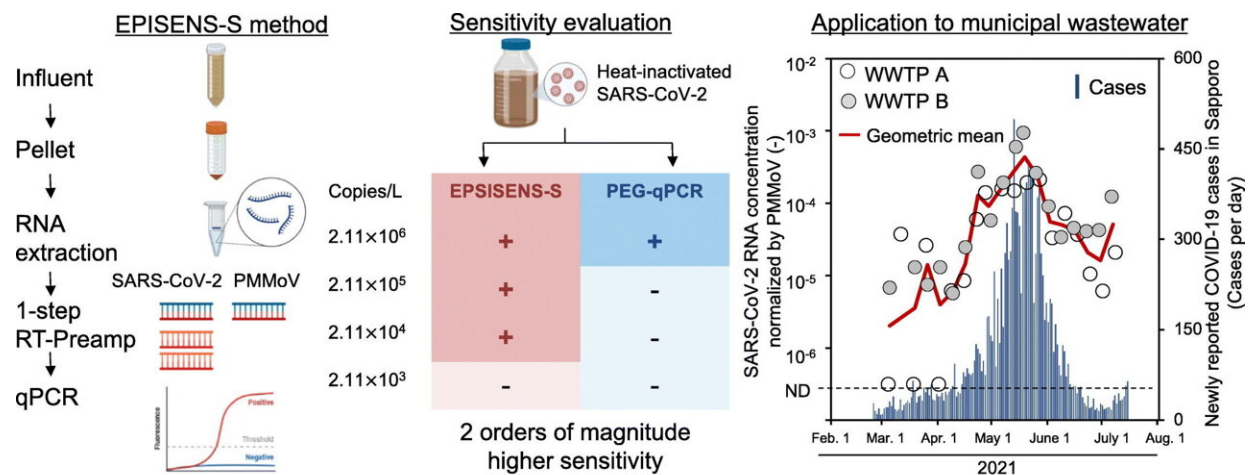 EPISENS-S method
Influent
Pellet
RNA
extraction
SARS-CoV-2 PMMoV
1-step
RT-Preamp
qPCR
Fluorescence
Positive
Threshold
Negative
Sensitivity evaluation
Heat-inactivated
SARS-CoV-2
Copies/L
EPSISENS-S PEG-qPCR
2.11×10⁶ + +
2.11×10⁵ + -
2.11×10⁴ + -
2.11×10³ - -
2 orders of magnitude
higher sensitivity
Application to municipal wastewater
SARS-CoV-2 RNA concentration
normalized by PMMoV (-)
10⁻²
10⁻³
10⁻⁴
10⁻⁵
10⁻⁶
ND
WWTP A
WWTP B
Geometric mean
Cases
600
450
300
150
0
Newly reported COVID-19 cases in Sapporo
(Cases per day)
Feb. 1 Mar. 1 Apr. 1 May 1 June 1 July 1 Aug. 1
2021